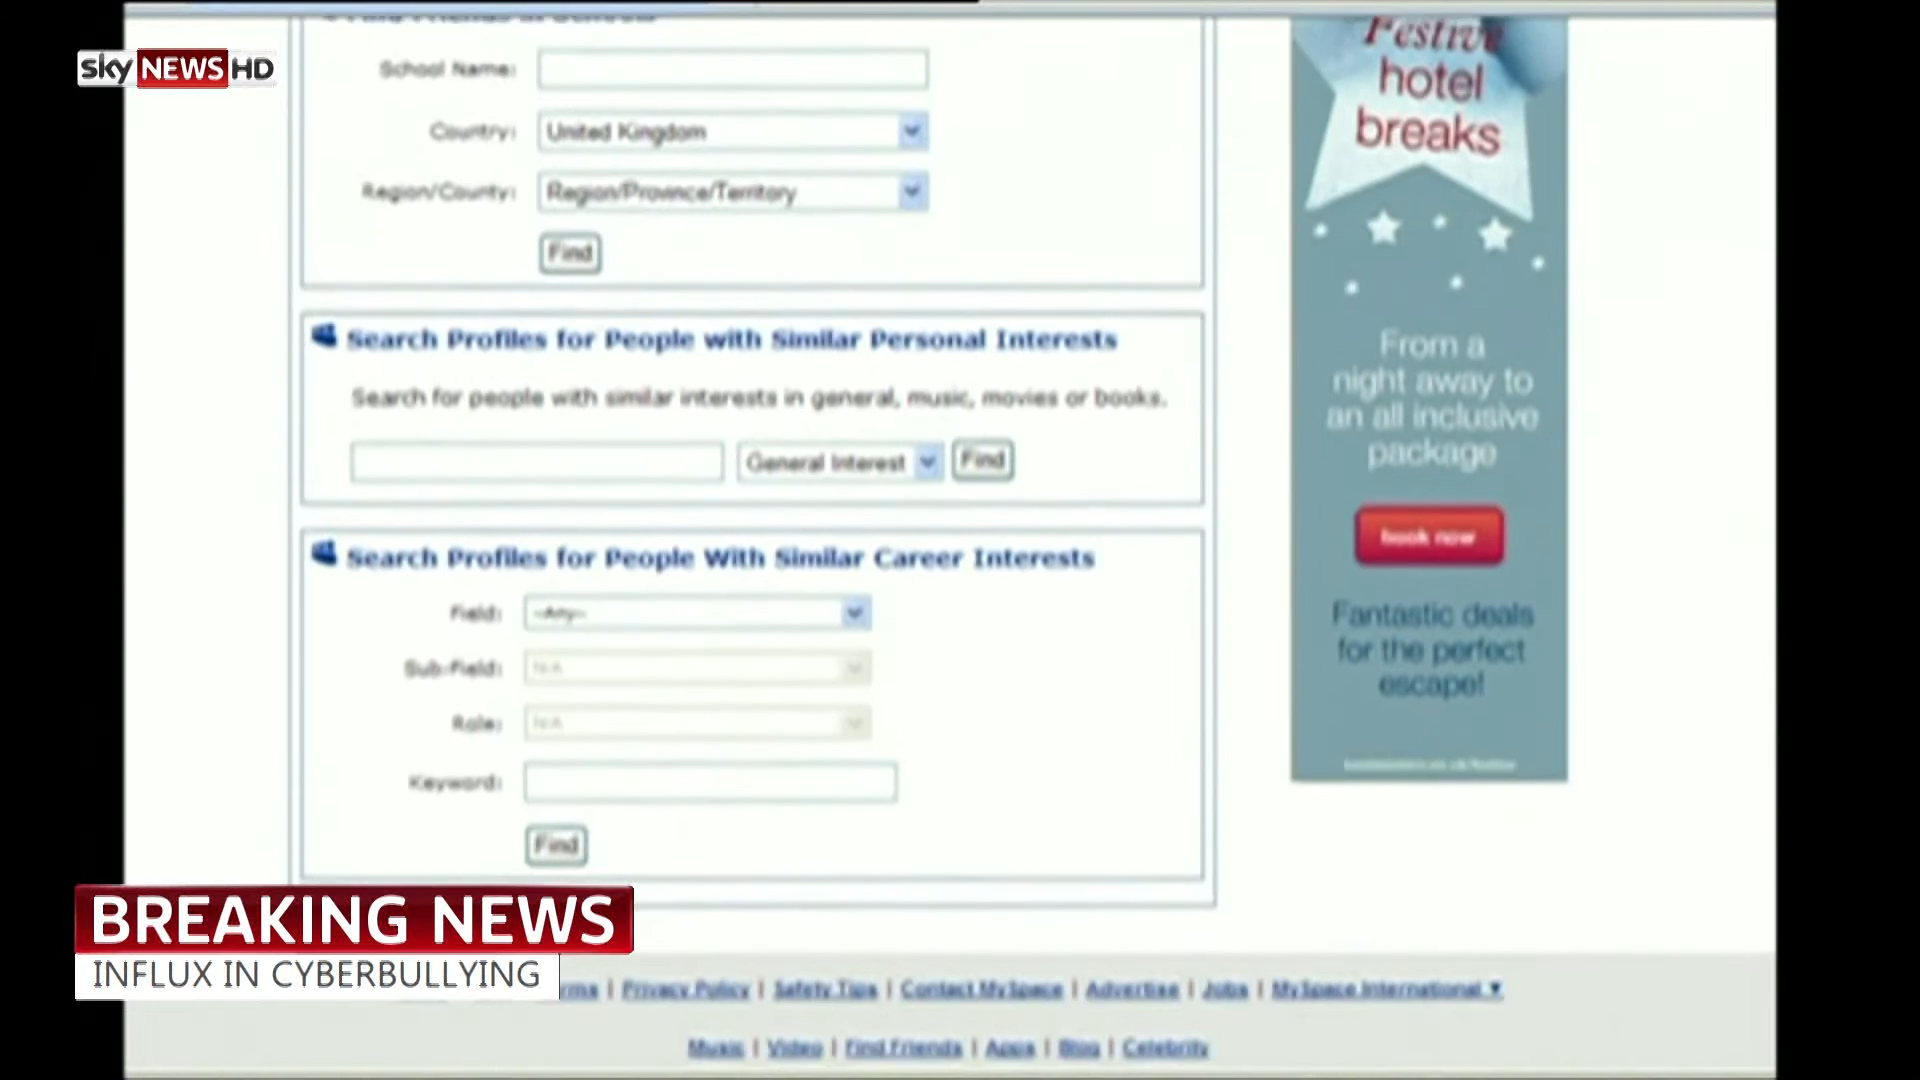 sky NEWS HD
School Name:
Country: United Kingdom
Region/County: Region/Province/Territory
Find
Search Profiles for People with Similar Personal Interests
Search for people with similar interests in general, music, movies or books.
General Interest Find
Search Profiles for People With Similar Career Interests
Field: --Any--
Sub-Field: N/A
Role: N/A
Keyword:
Find
Festive
hotel
breaks
From a
night away to
an all inclusive
package
book now
Fantastic deals
for the perfect
escape!
BREAKING NEWS
INFLUX IN CYBERBULLYING
| Privacy Policy | Safety Tips | Contact MySpace | Advertise | Jobs | MySpace International ▼
Music | Video | Find Friends | Apps | Blog | Celebrity